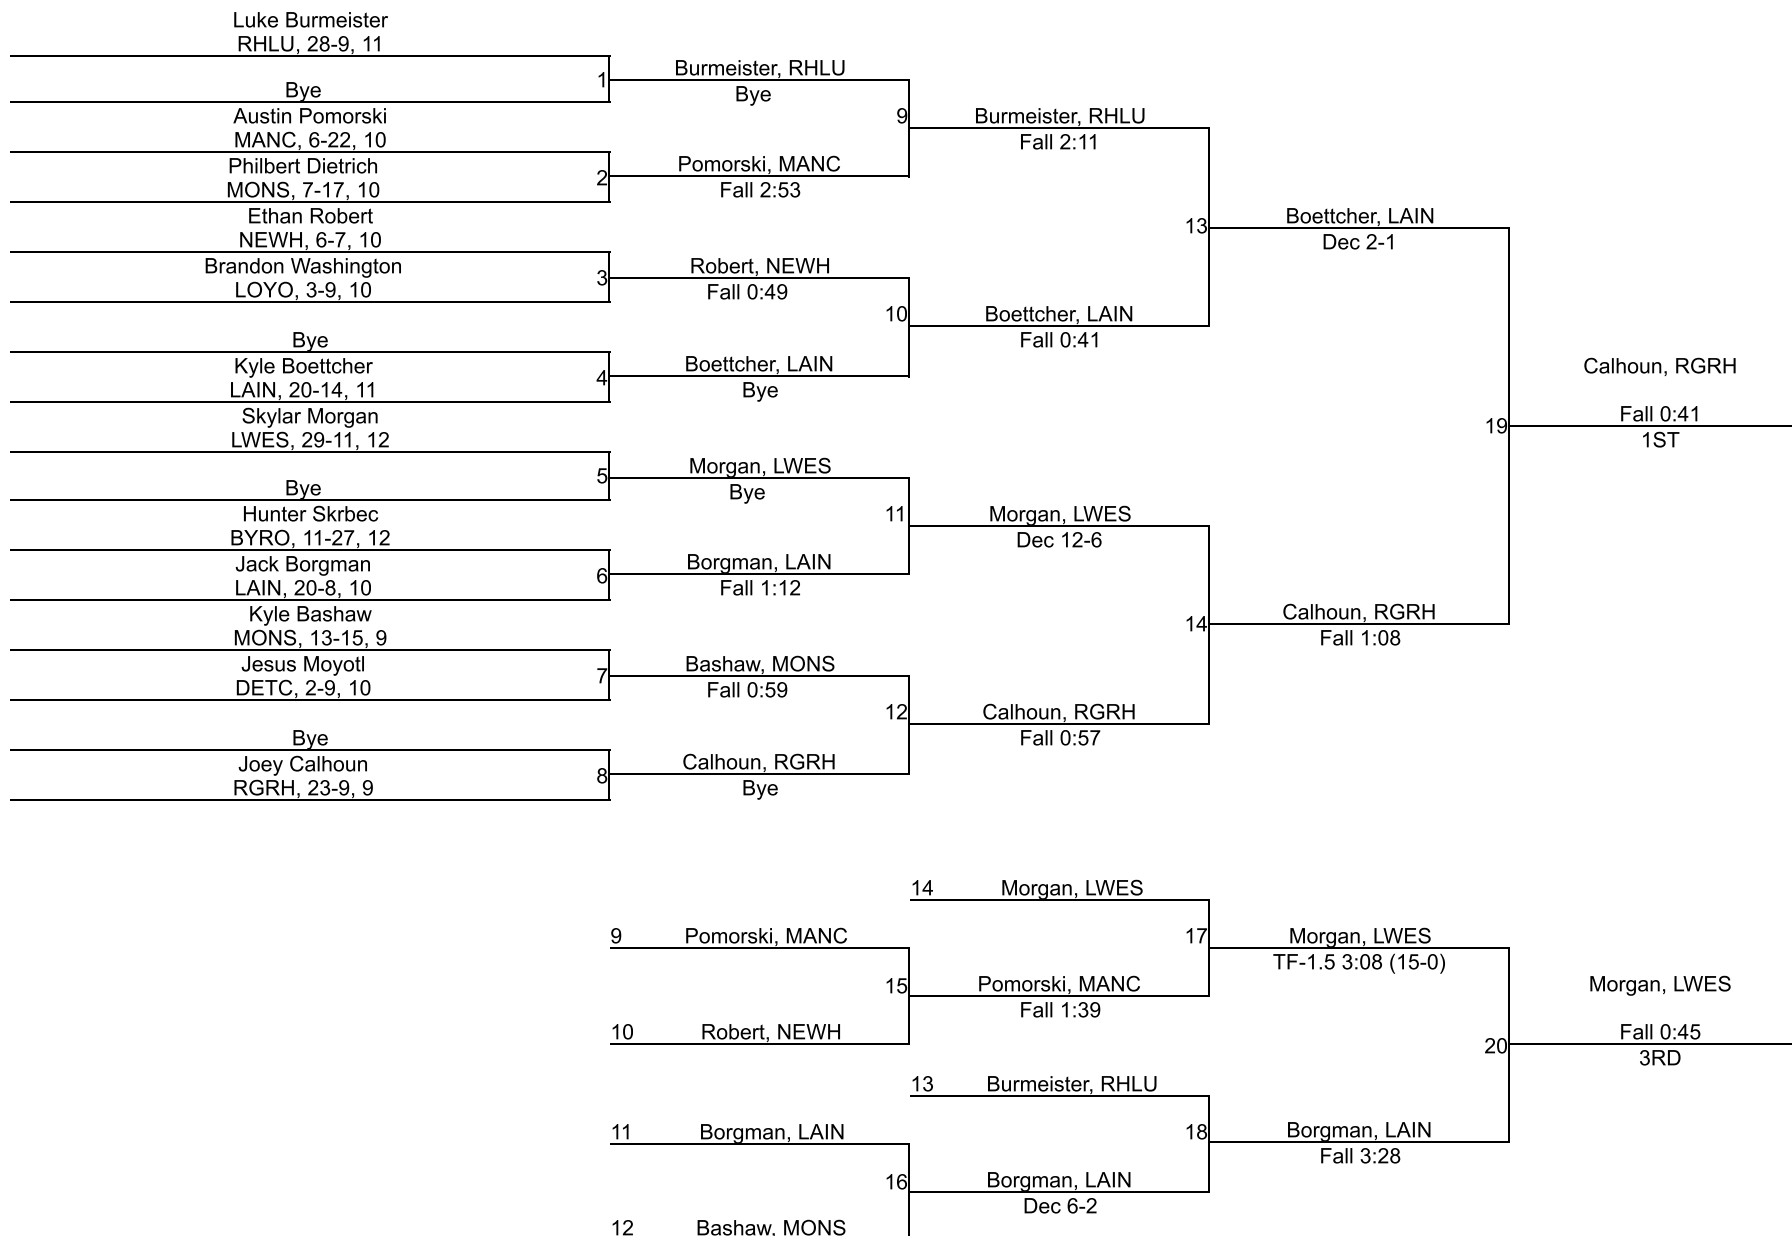 Luke Burmeister
RHLU, 28-9, 11
1
Bye
Austin Pomorski
MANC, 6-22, 10
Philbert Dietrich
2
MONS, 7-17, 10
Ethan Robert
NEWH, 6-7, 10
Brandon Washington
3
LOYO, 3-9, 10
Bye
Kyle Boettcher
4
LAIN, 20-14, 11
Skylar Morgan
LWES, 29-11, 12
5
Bye
Hunter Skrbec
BYRO, 11-27, 12
Jack Borgman
6
LAIN, 20-8, 10
Kyle Bashaw
MONS, 13-15, 9
Jesus Moyotl
7
DETC, 2-9, 10
Bye
Joey Calhoun
8
RGRH, 23-9, 9
Burmeister, RHLU
Bye
9
Pomorski, MANC
Fall 2:53
Robert, NEWH
Fall 0:49
10
Boettcher, LAIN
Bye
Morgan, LWES
Bye
11
Borgman, LAIN
Fall 1:12
Bashaw, MONS
Fall 0:59
12
Calhoun, RGRH
Bye
Burmeister, RHLU
Fall 2:11
13
Boettcher, LAIN
Fall 0:41
Morgan, LWES
Dec 12-6
14
Calhoun, RGRH
Fall 0:57
Boettcher, LAIN
Dec 2-1
19
Calhoun, RGRH
Fall 1:08
Calhoun, RGRH
Fall 0:41
1ST
14 Morgan, LWES
9 Pomorski, MANC
17
15
Pomorski, MANC
Fall 1:39
10 Robert, NEWH
13 Burmeister, RHLU
11 Borgman, LAIN
18
16
Borgman, LAIN
Dec 6-2
12 Bashaw, MONS
Morgan, LWES
TF-1.5 3:08 (15-0)
20
Borgman, LAIN
Fall 3:28
Morgan, LWES
Fall 0:45
3RD